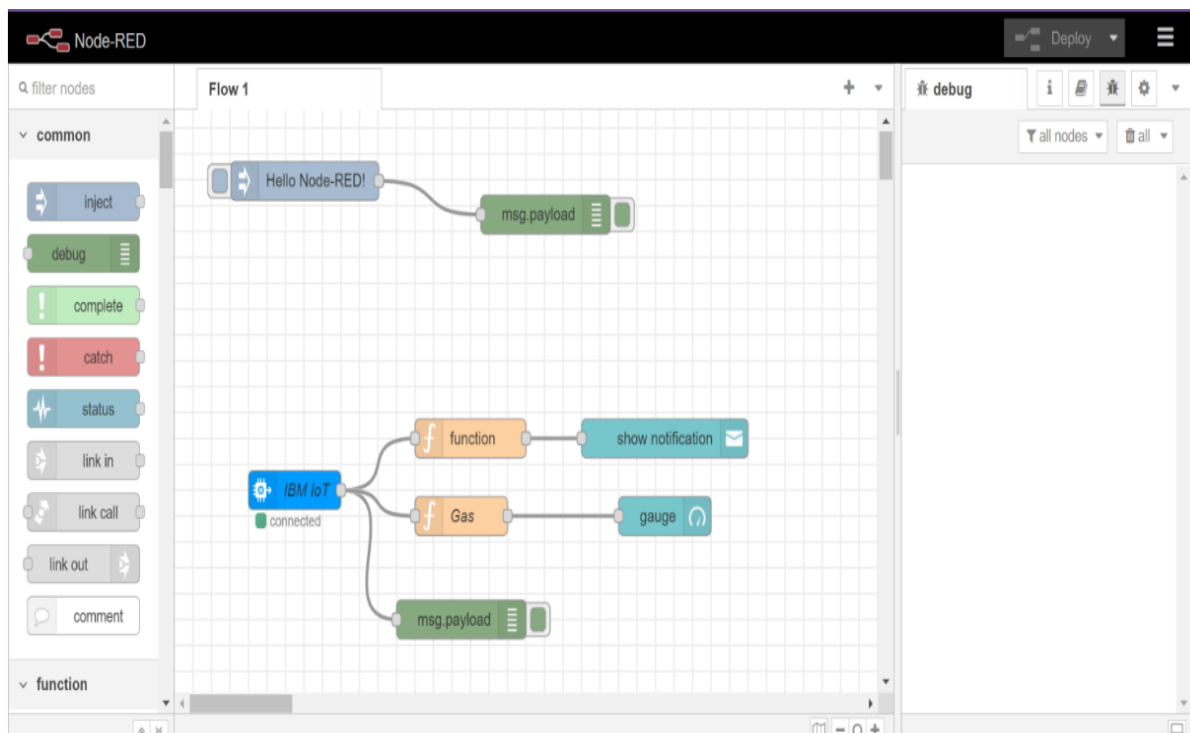 Node-RED
Deploy
filter nodes
Flow 1
debug
i
all nodes
all
common
inject
debug
complete
catch
status
link in
link call
link out
comment
function
Hello Node-RED!
msg.payload
function
show notification
IBM IoT
connected
Gas
gauge
msg.payload